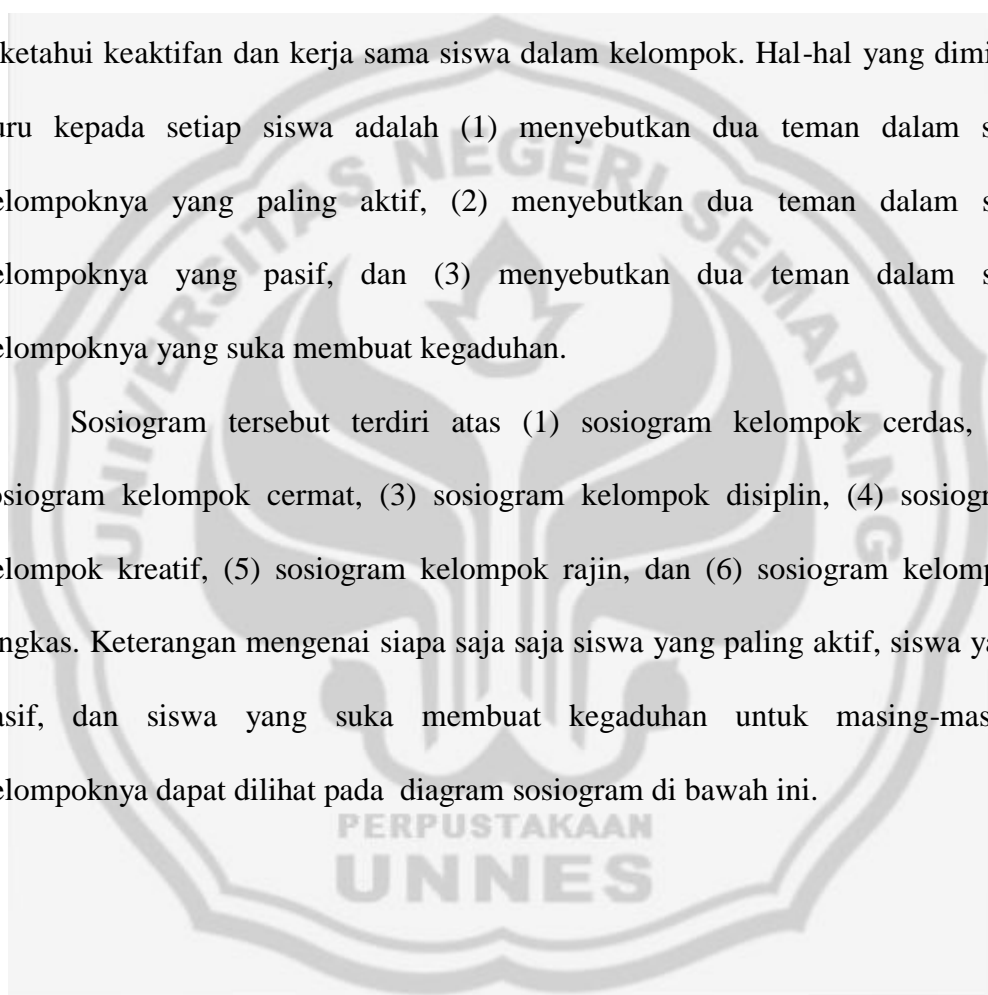 ketahui keaktifan dan kerja sama siswa dalam kelompok. Hal-hal yang dimi
uru kepada setiap siswa adalah (1) menyebutkan dua teman dalam s
elompoknya yang paling aktif, (2) menyebutkan dua teman dalam s
elompoknya yang pasif, dan (3) menyebutkan dua teman dalam s
elompoknya yang suka membuat kegaduhan.
Sosiogram tersebut terdiri atas (1) sosiogram kelompok cerdas,
osiogram kelompok cermat, (3) sosiogram kelompok disiplin, (4) sosiogr
elompok kreatif, (5) sosiogram kelompok rajin, dan (6) sosiogram kelomp
ngkas. Keterangan mengenai siapa saja saja siswa yang paling aktif, siswa ya
asif, dan siswa yang suka membuat kegaduhan untuk masing-mas
elompoknya dapat dilihat pada diagram sosiogram di bawah ini.
UNIVERSITAS NEGERI SEMARANG
PERPUSTAKAAN
UNNES